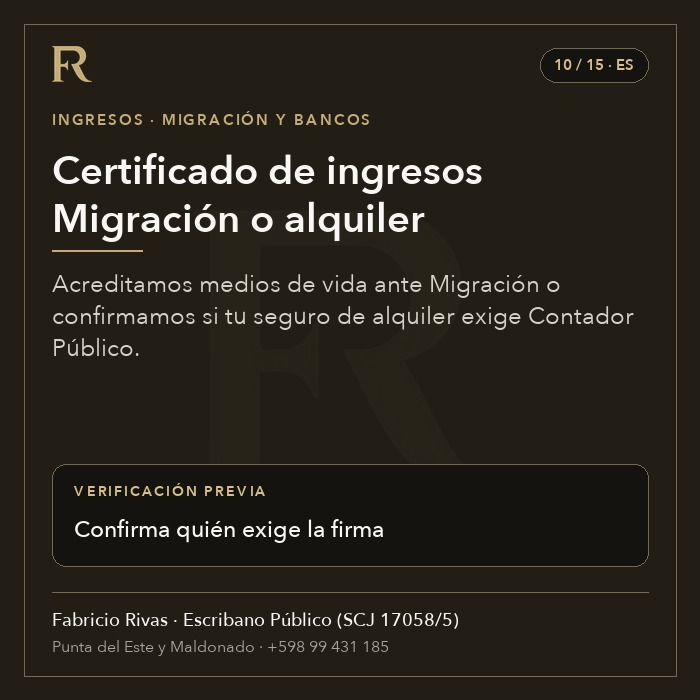 FR
10 / 15 · ES
INGRESOS · MIGRACIÓN Y BANCOS
Certificado de ingresos
Migración o alquiler
Acreditamos medios de vida ante Migración o
confirmamos si tu seguro de alquiler exige Contador
Público.
VERIFICACIÓN PREVIA
Confirma quién exige la firma
Fabricio Rivas · Escribano Público (SCJ 17058/5)
Punta del Este y Maldonado · +598 99 431 185